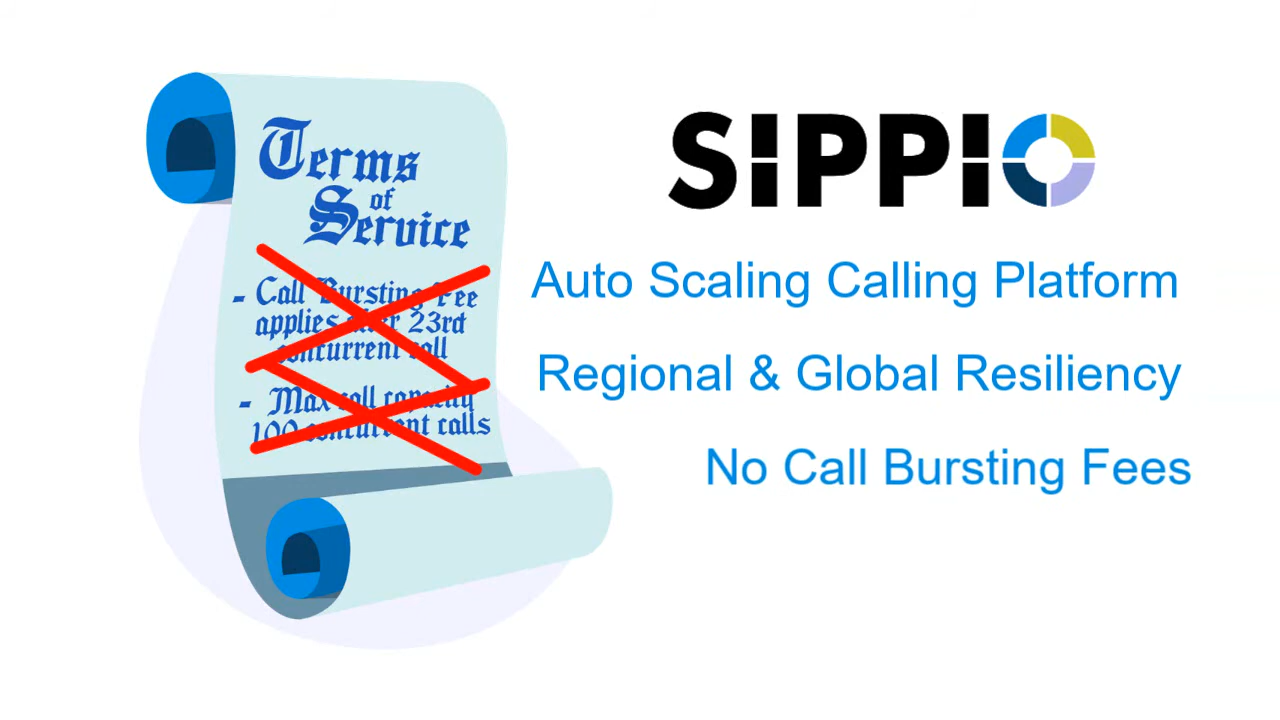 Terms
of
Service
- Call Bursting Fee
applies after 23rd
concurrent call
- Max call capacity
100 concurrent calls
SIPPIO
Auto Scaling Calling Platform
Regional & Global Resiliency
No Call Bursting Fees